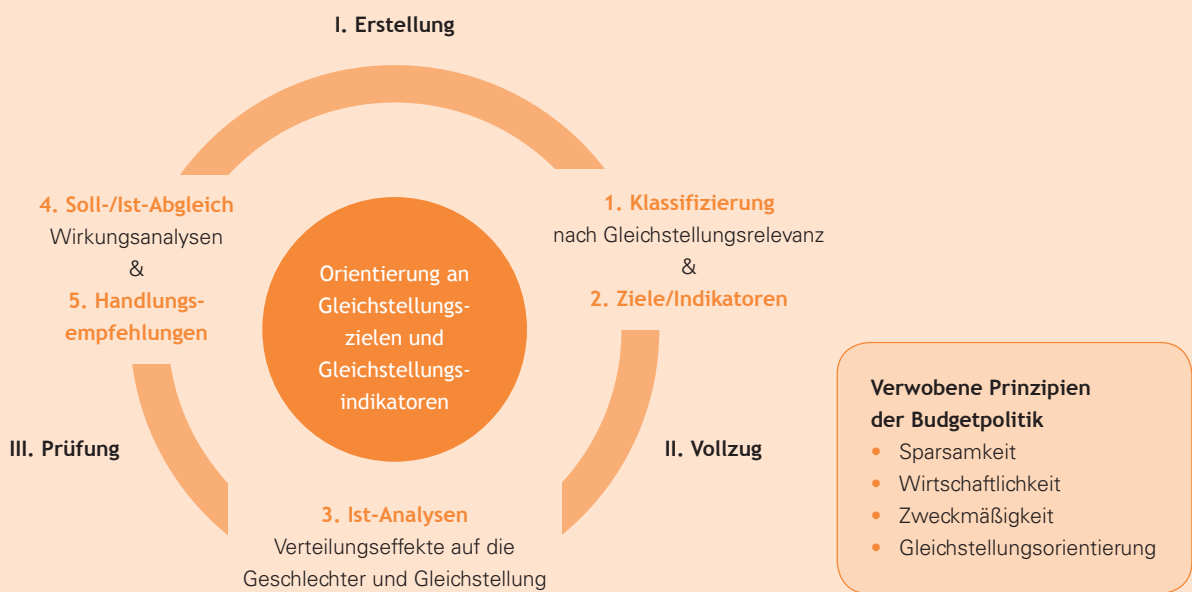 I. Erstellung
4. Soll-/Ist-Abgleich
Wirkungsanalysen
&
5. Handlungs-
empfehlungen
Orientierung an
Gleichstellungs-
zielen und
Gleichstellungs-
indikatoren
1. Klassifizierung
nach Gleichstellungsrelevanz
&
2. Ziele/Indikatoren
III. Prüfung
II. Vollzug
3. Ist-Analysen
Verteilungseffekte auf die
Geschlechter und Gleichstellung
Verwobene Prinzipien
der Budgetpolitik
• Sparsamkeit
• Wirtschaftlichkeit
• Zweckmäßigkeit
• Gleichstellungsorientierung